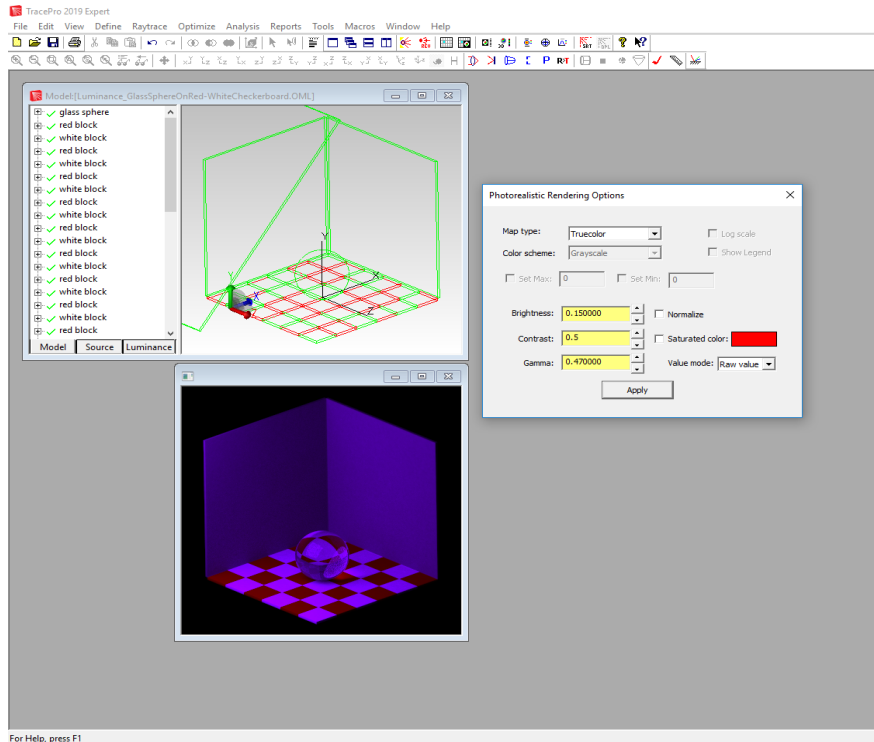 TracePro 2019 Expert
File Edit View Define Raytrace Optimize Analysis Reports Tools Macros Window Help
Model:[Luminance_GlassSphereOnRed-WhiteCheckerboard.OML]
glass sphere
red block
white block
red block
white block
red block
white block
red block
white block
red block
white block
red block
white block
red block
white block
red block
white block
red block
Model Source Luminance
Y
X
Z
Y
X
Z
Photorealistic Rendering Options
Map type: Truecolor Log scale
Color scheme: Grayscale Show Legend
Set Max: 0 Set Min: 0
Brightness: 0.150000 Normalize
Contrast: 0.5 Saturated color:
Gamma: 0.470000 Value mode: Raw value
Apply
For Help, press F1